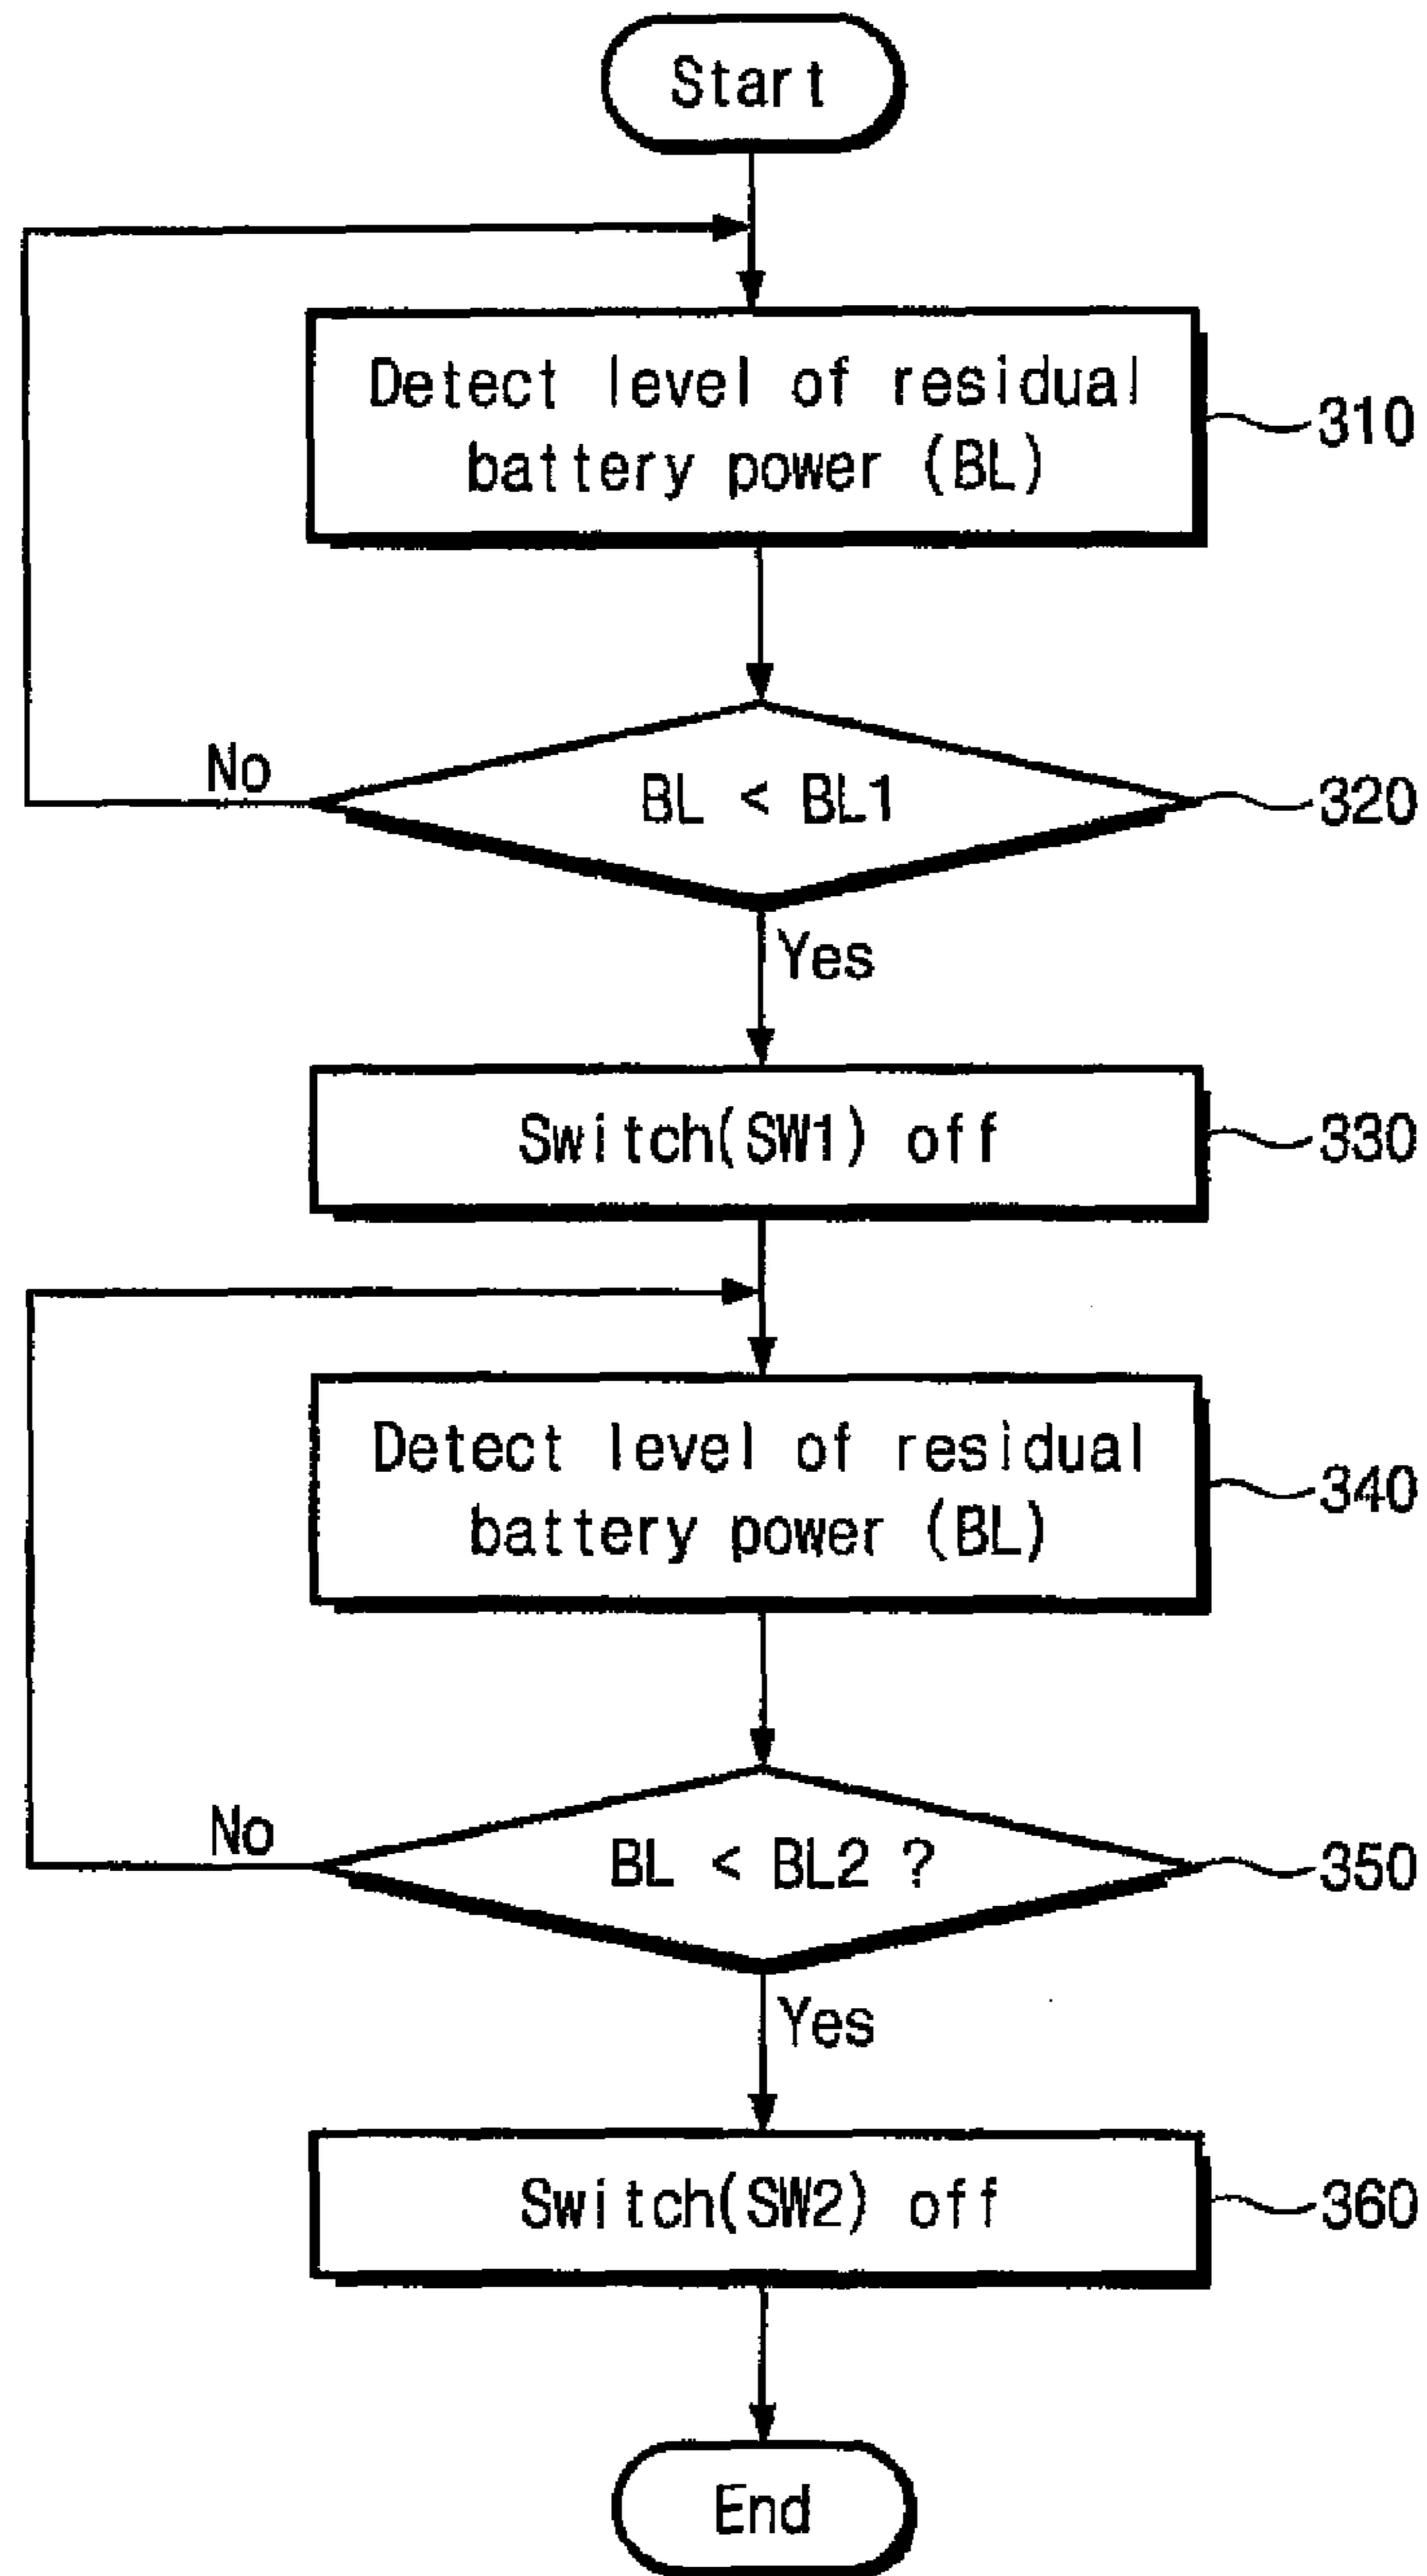 Start
Detect level of residual
battery power (BL)
310
No
BL < BL1
320
Yes
Switch(SW1) off
330
Detect level of residual
battery power (BL)
340
No
BL < BL2 ?
350
Yes
Switch(SW2) off
360
End